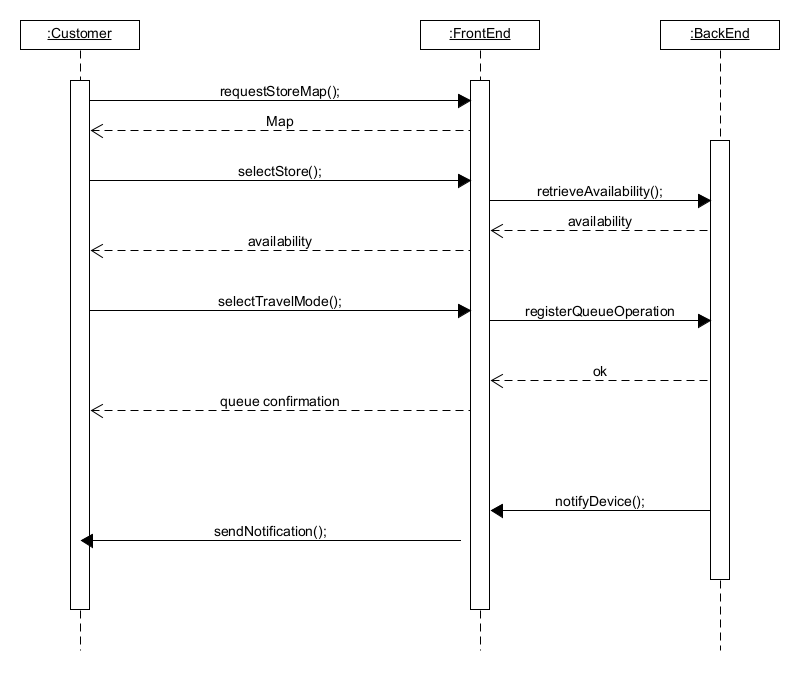 :Customer
:FrontEnd
:BackEnd
requestStoreMap();
Map
selectStore();
retrieveAvailability();
availability
availability
selectTravelMode();
registerQueueOperation
ok
queue confirmation
notifyDevice();
sendNotification();